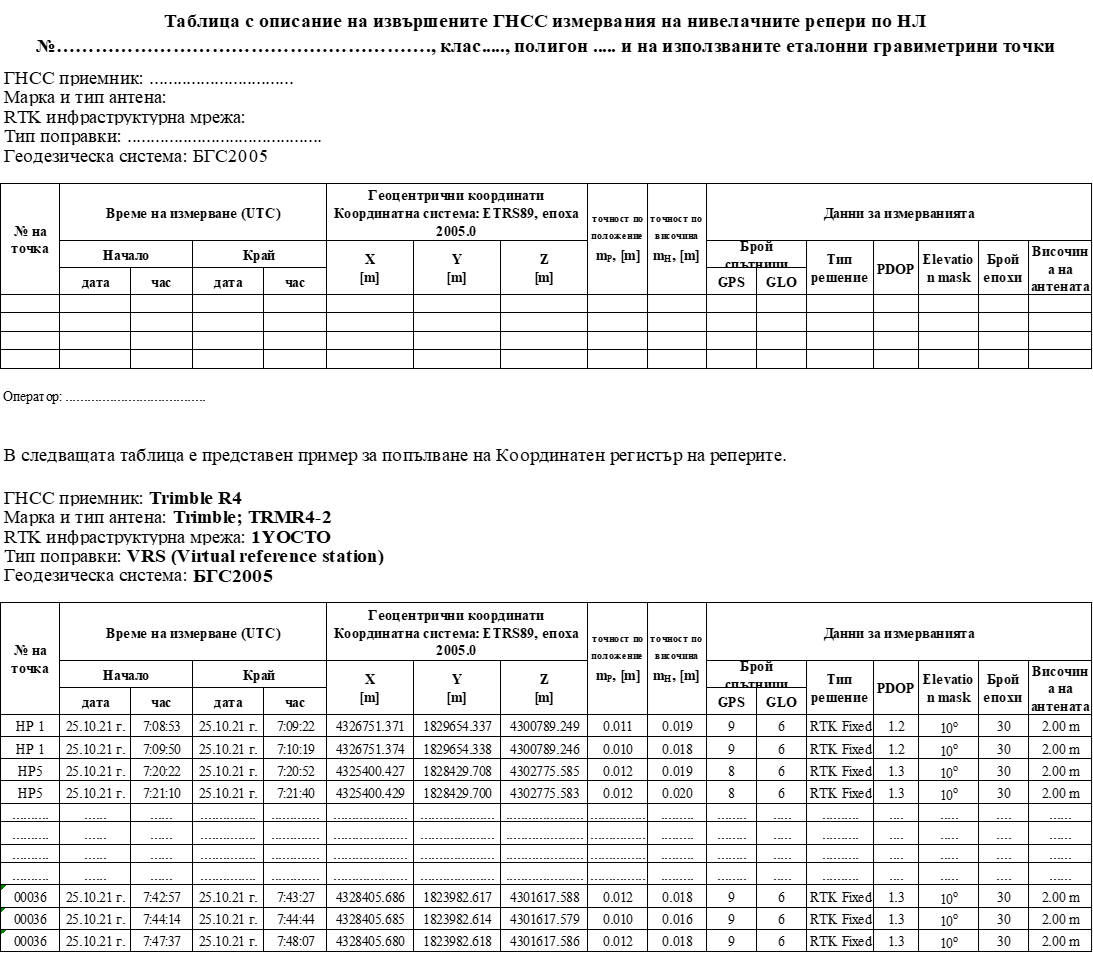 Таблица с описание на извършените ГНСС измервания на нивелачните репери по НЛ
№……………………………………………….., клас....., полигон ..... и на използваните еталонни гравиметрини точки
ГНСС приемник: ...............................
Марка и тип антена:
RTK инфраструктурна мрежа:
Тип поправки: ..........................................
Геодезическа система: БГС2005
№ на точка | Време на измерване (UTC) | Геоцентрични координати Координатна система: ETRS89, епоха 2005.0 | точност по положение mP, [m] | точност по височина mH, [m] | Данни за измерванията
Начало | Край | X [m] | Y [m] | Z [m] | Брой спътници | Тип решение | PDOP | Elevation mask | Брой епохи | Височина на антената
дата | час | дата | час | GPS | GLO
Оператор: ......................................
В следващата таблица е представен пример за попълване на Координатен регистър на реперите.
ГНСС приемник: Trimble R4
Марка и тип антена: Trimble; TRMR4-2
RTK инфраструктурна мрежа: 1YOCTO
Тип поправки: VRS (Virtual reference station)
Геодезическа система: БГС2005
№ на точка | Време на измерване (UTC) | Геоцентрични координати Координатна система: ETRS89, епоха 2005.0 | точност по положение mP, [m] | точност по височина mH, [m] | Данни за измерванията
Начало | Край | X [m] | Y [m] | Z [m] | Брой спътници | Тип решение | PDOP | Elevation mask | Брой епохи | Височина на антената
дата | час | дата | час | GPS | GLO
НР 1 | 25.10.21 г. | 7:08:53 | 25.10.21 г. | 7:09:22 | 4326751.371 | 1829654.337 | 4300789.249 | 0.011 | 0.019 | 9 | 6 | RTK Fixed | 1.2 | 10° | 30 | 2.00 m
НР 1 | 25.10.21 г. | 7:09:50 | 25.10.21 г. | 7:10:19 | 4326751.374 | 1829654.338 | 4300789.246 | 0.010 | 0.018 | 9 | 6 | RTK Fixed | 1.2 | 10° | 30 | 2.00 m
НР5 | 25.10.21 г. | 7:20:22 | 25.10.21 г. | 7:20:52 | 4325400.427 | 1828429.708 | 4302775.585 | 0.012 | 0.019 | 8 | 6 | RTK Fixed | 1.3 | 10° | 30 | 2.00 m
НР5 | 25.10.21 г. | 7:21:10 | 25.10.21 г. | 7:21:40 | 4325400.429 | 1828429.700 | 4302775.583 | 0.012 | 0.020 | 8 | 6 | RTK Fixed | 1.3 | 10° | 30 | 2.00 m
00036 | 25.10.21 г. | 7:42:57 | 25.10.21 г. | 7:43:27 | 4328405.686 | 1823982.617 | 4301617.588 | 0.012 | 0.018 | 9 | 6 | RTK Fixed | 1.3 | 10° | 30 | 2.00 m
00036 | 25.10.21 г. | 7:44:14 | 25.10.21 г. | 7:44:44 | 4328405.685 | 1823982.614 | 4301617.579 | 0.010 | 0.016 | 9 | 6 | RTK Fixed | 1.3 | 10° | 30 | 2.00 m
00036 | 25.10.21 г. | 7:47:37 | 25.10.21 г. | 7:48:07 | 4328405.680 | 1823982.618 | 4301617.586 | 0.012 | 0.018 | 9 | 6 | RTK Fixed | 1.3 | 10° | 30 | 2.00 m